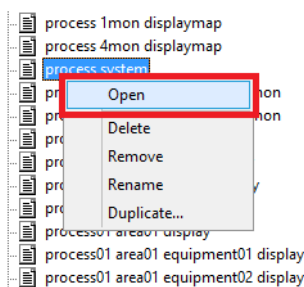 process 1mon displaymap
process 4mon displaymap
process system
Open
Delete
Remove
Rename
Duplicate...
process01 area01 display
process01 area01 equipment01 display
process01 area01 equipment02 display